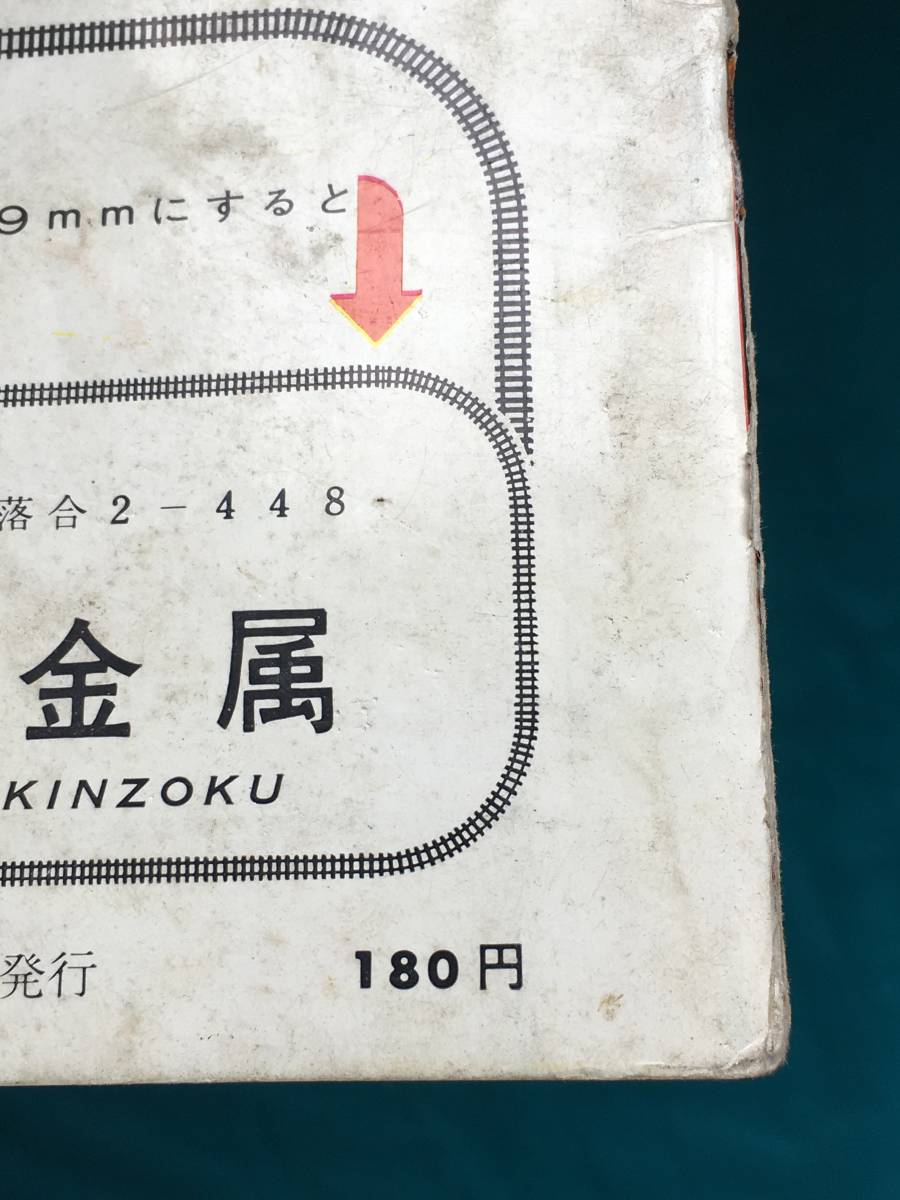 9mmにすると
落合2-448
金属
KINZOKU
発行
180円